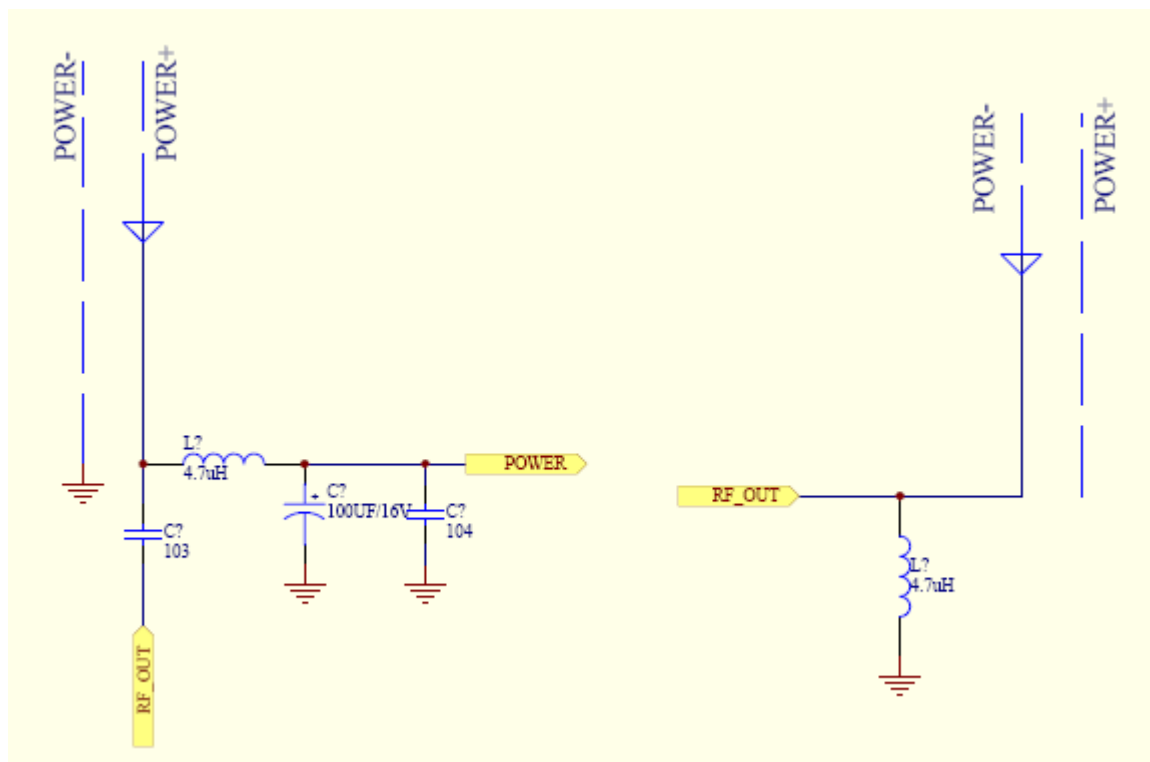 POWER-
POWER+
L?
4.7uH
C?
100UF/16V
C?
104
POWER
C?
103
RF_OUT
POWER-
POWER+
RF_OUT
L?
4.7uH